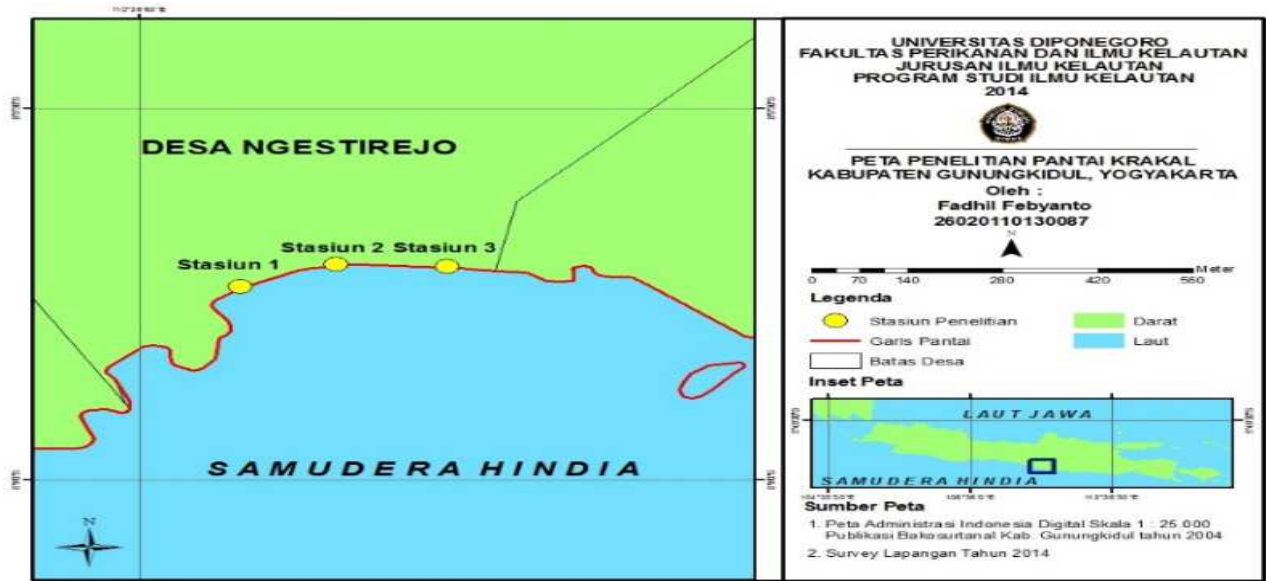 DESA NGESTIREJO
Stasiun 1
Stasiun 2
Stasiun 3
SAMUDERA HINDIA
N
UNIVERSITAS DIPONEGORO
FAKULTAS PERIKANAN DAN ILMU KELAUTAN
JURUSAN ILMU KELAUTAN
PROGRAM STUDI ILMU KELAUTAN
2014
PETA PENELITIAN PANTAI KRAKAL
KABUPATEN GUNUNGKIDUL, YOGYAKARTA
Oleh :
Fadhil Febyanto
26020110130087
N
Meter
0 70 140 280 420 560
Legenda
Stasiun Penelitian
Darat
Garis Pantai
Laut
Batas Desa
Inset Peta
LAUT JAWA
SAMUDERA HINDIA
Sumber Peta
1. Peta Administrasi Indonesia Digital Skala 1 : 25.000
Publikasi Bakosurtanal Kab. Gunungkidul tahun 2004
2. Survey Lapangan Tahun 2014